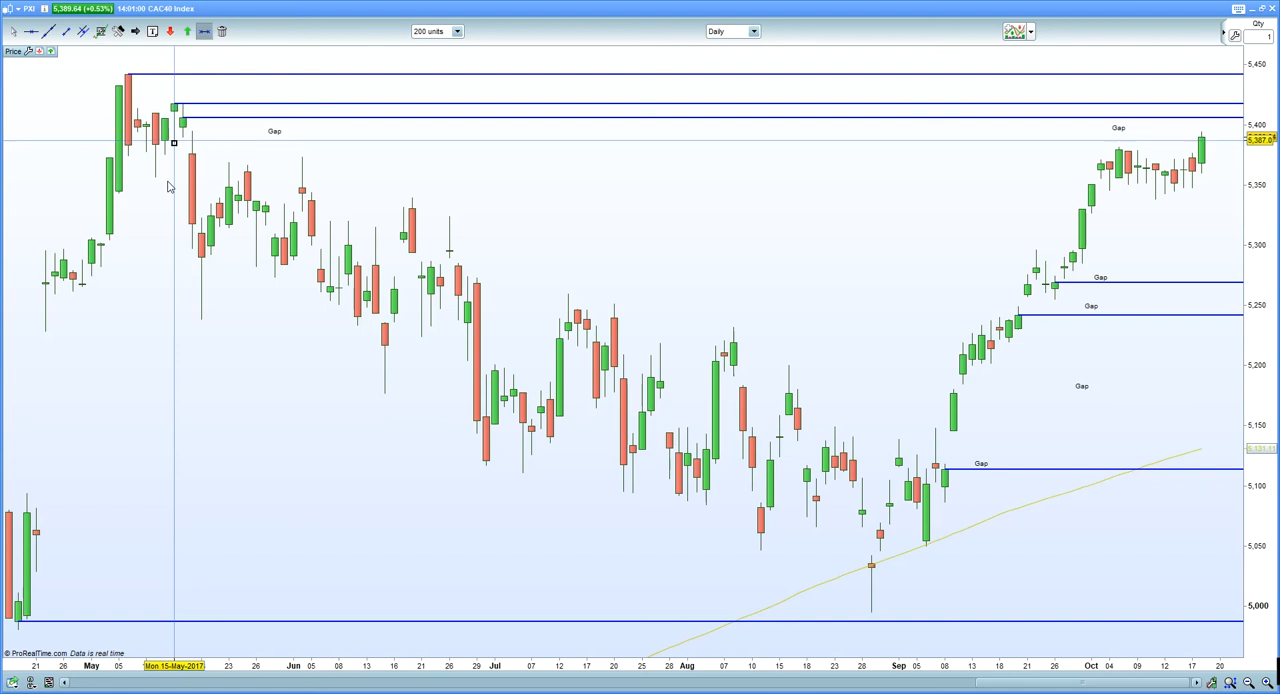 PXI 5,389.64 (+0.53%) 14:01:00 CAC40 Index
200 units
Daily
Qty
1
Price
5,450
5,400
5,387.0
5,350
5,300
5,250
5,200
5,150
5,131.11
5,100
5,050
5,000
Gap
Gap
Gap
Gap
Gap
Gap
© ProRealTime.com Data is real time
21 26 May 05 Mon 15-May-2017 23 26 Jun 05 08 13 16 21 26 29 Jul 07 12 17 20 25 28 Aug 07 10 15 18 23 28 Sep 08 13 18 21 26 Oct 04 09 12 17 20